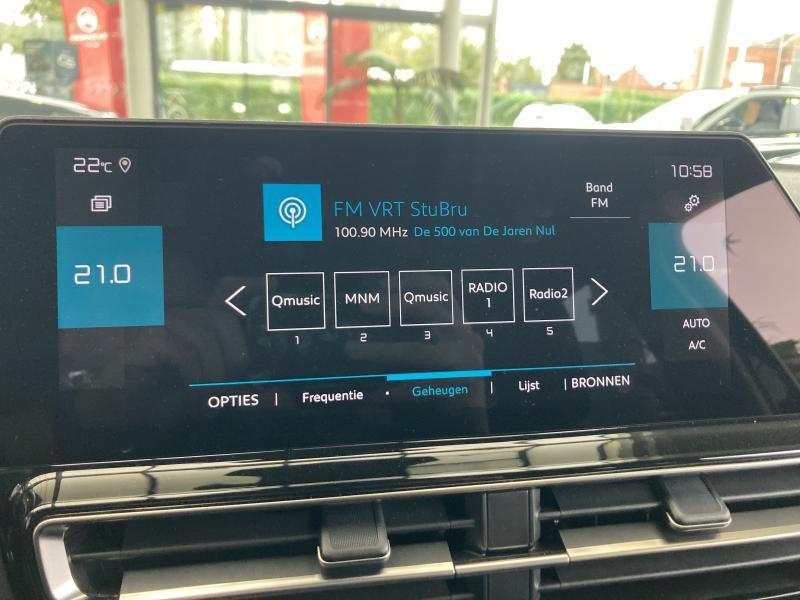 22°C
10:58
Band
FM
FM VRT StuBru
100.90 MHz De 500 van De Jaren Nul
21.0
21.0
Qmusic
MNM
Qmusic
RADIO
1
Radio2
1
2
3
4
5
AUTO
A/C
OPTIES | Frequentie
Geheugen
Lijst
BRONNEN